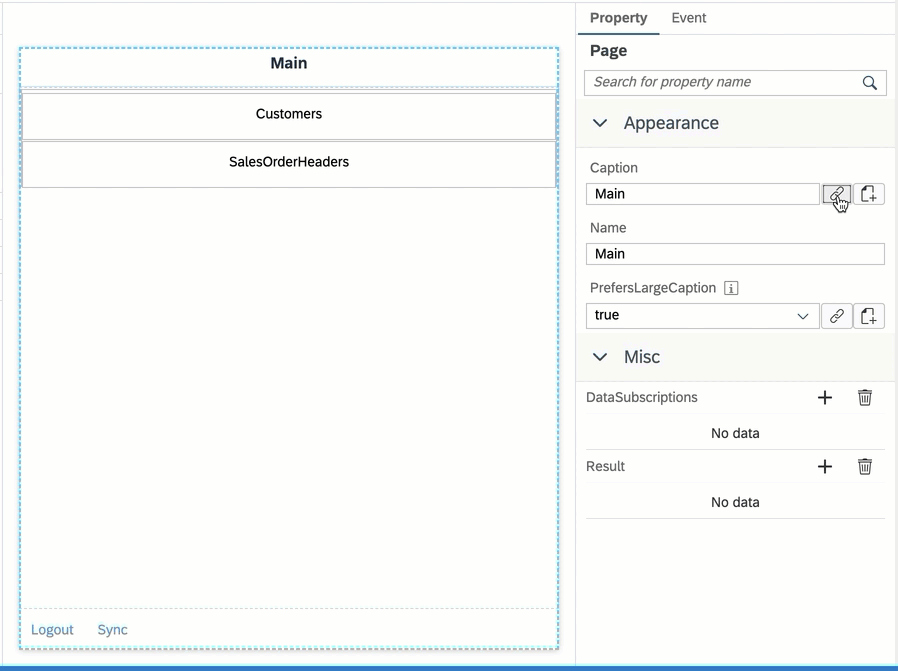 Main
Customers
SalesOrderHeaders
Logout Sync
Property Event
Page
Search for property name
Appearance
Caption
Main
Name
Main
PrefersLargeCaption
true
Misc
DataSubscriptions
No data
Result
No data